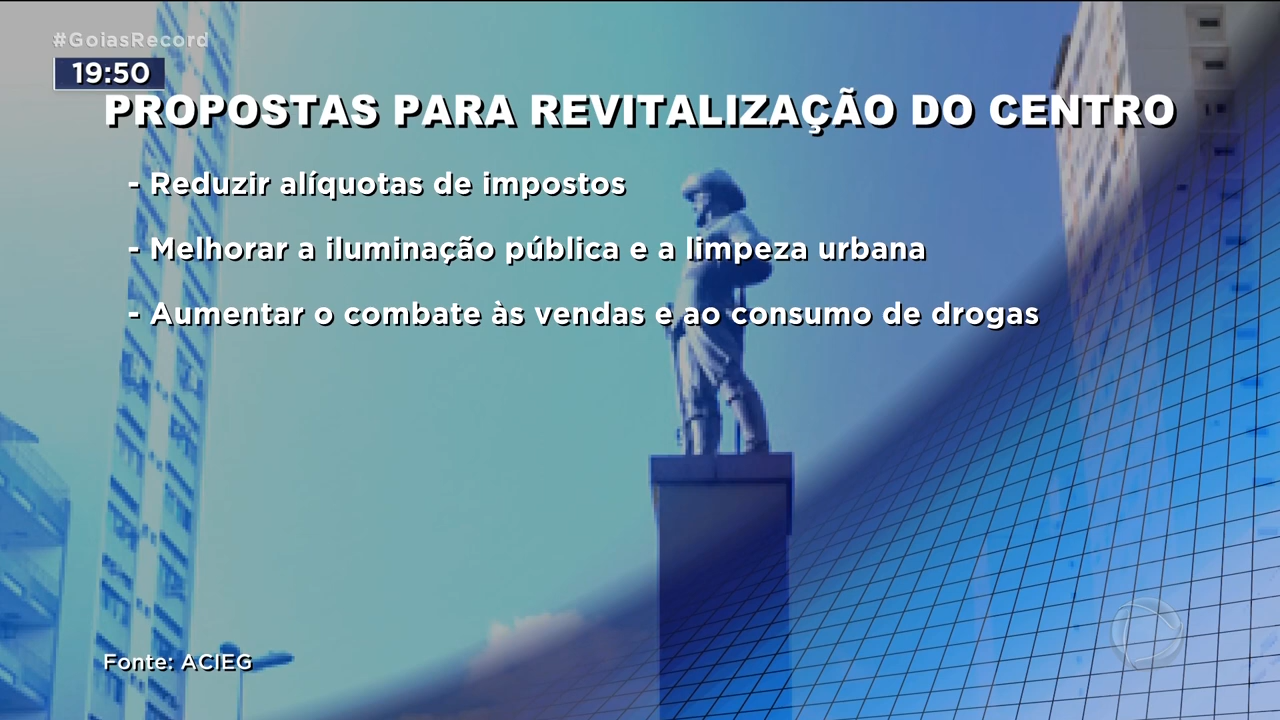 #GoiasRecord
19:50
PROPOSTAS PARA REVITALIZAÇÃO DO CENTRO
- Reduzir alíquotas de impostos
- Melhorar a iluminação pública e a limpeza urbana
- Aumentar o combate às vendas e ao consumo de drogas
Fonte: ACIEG